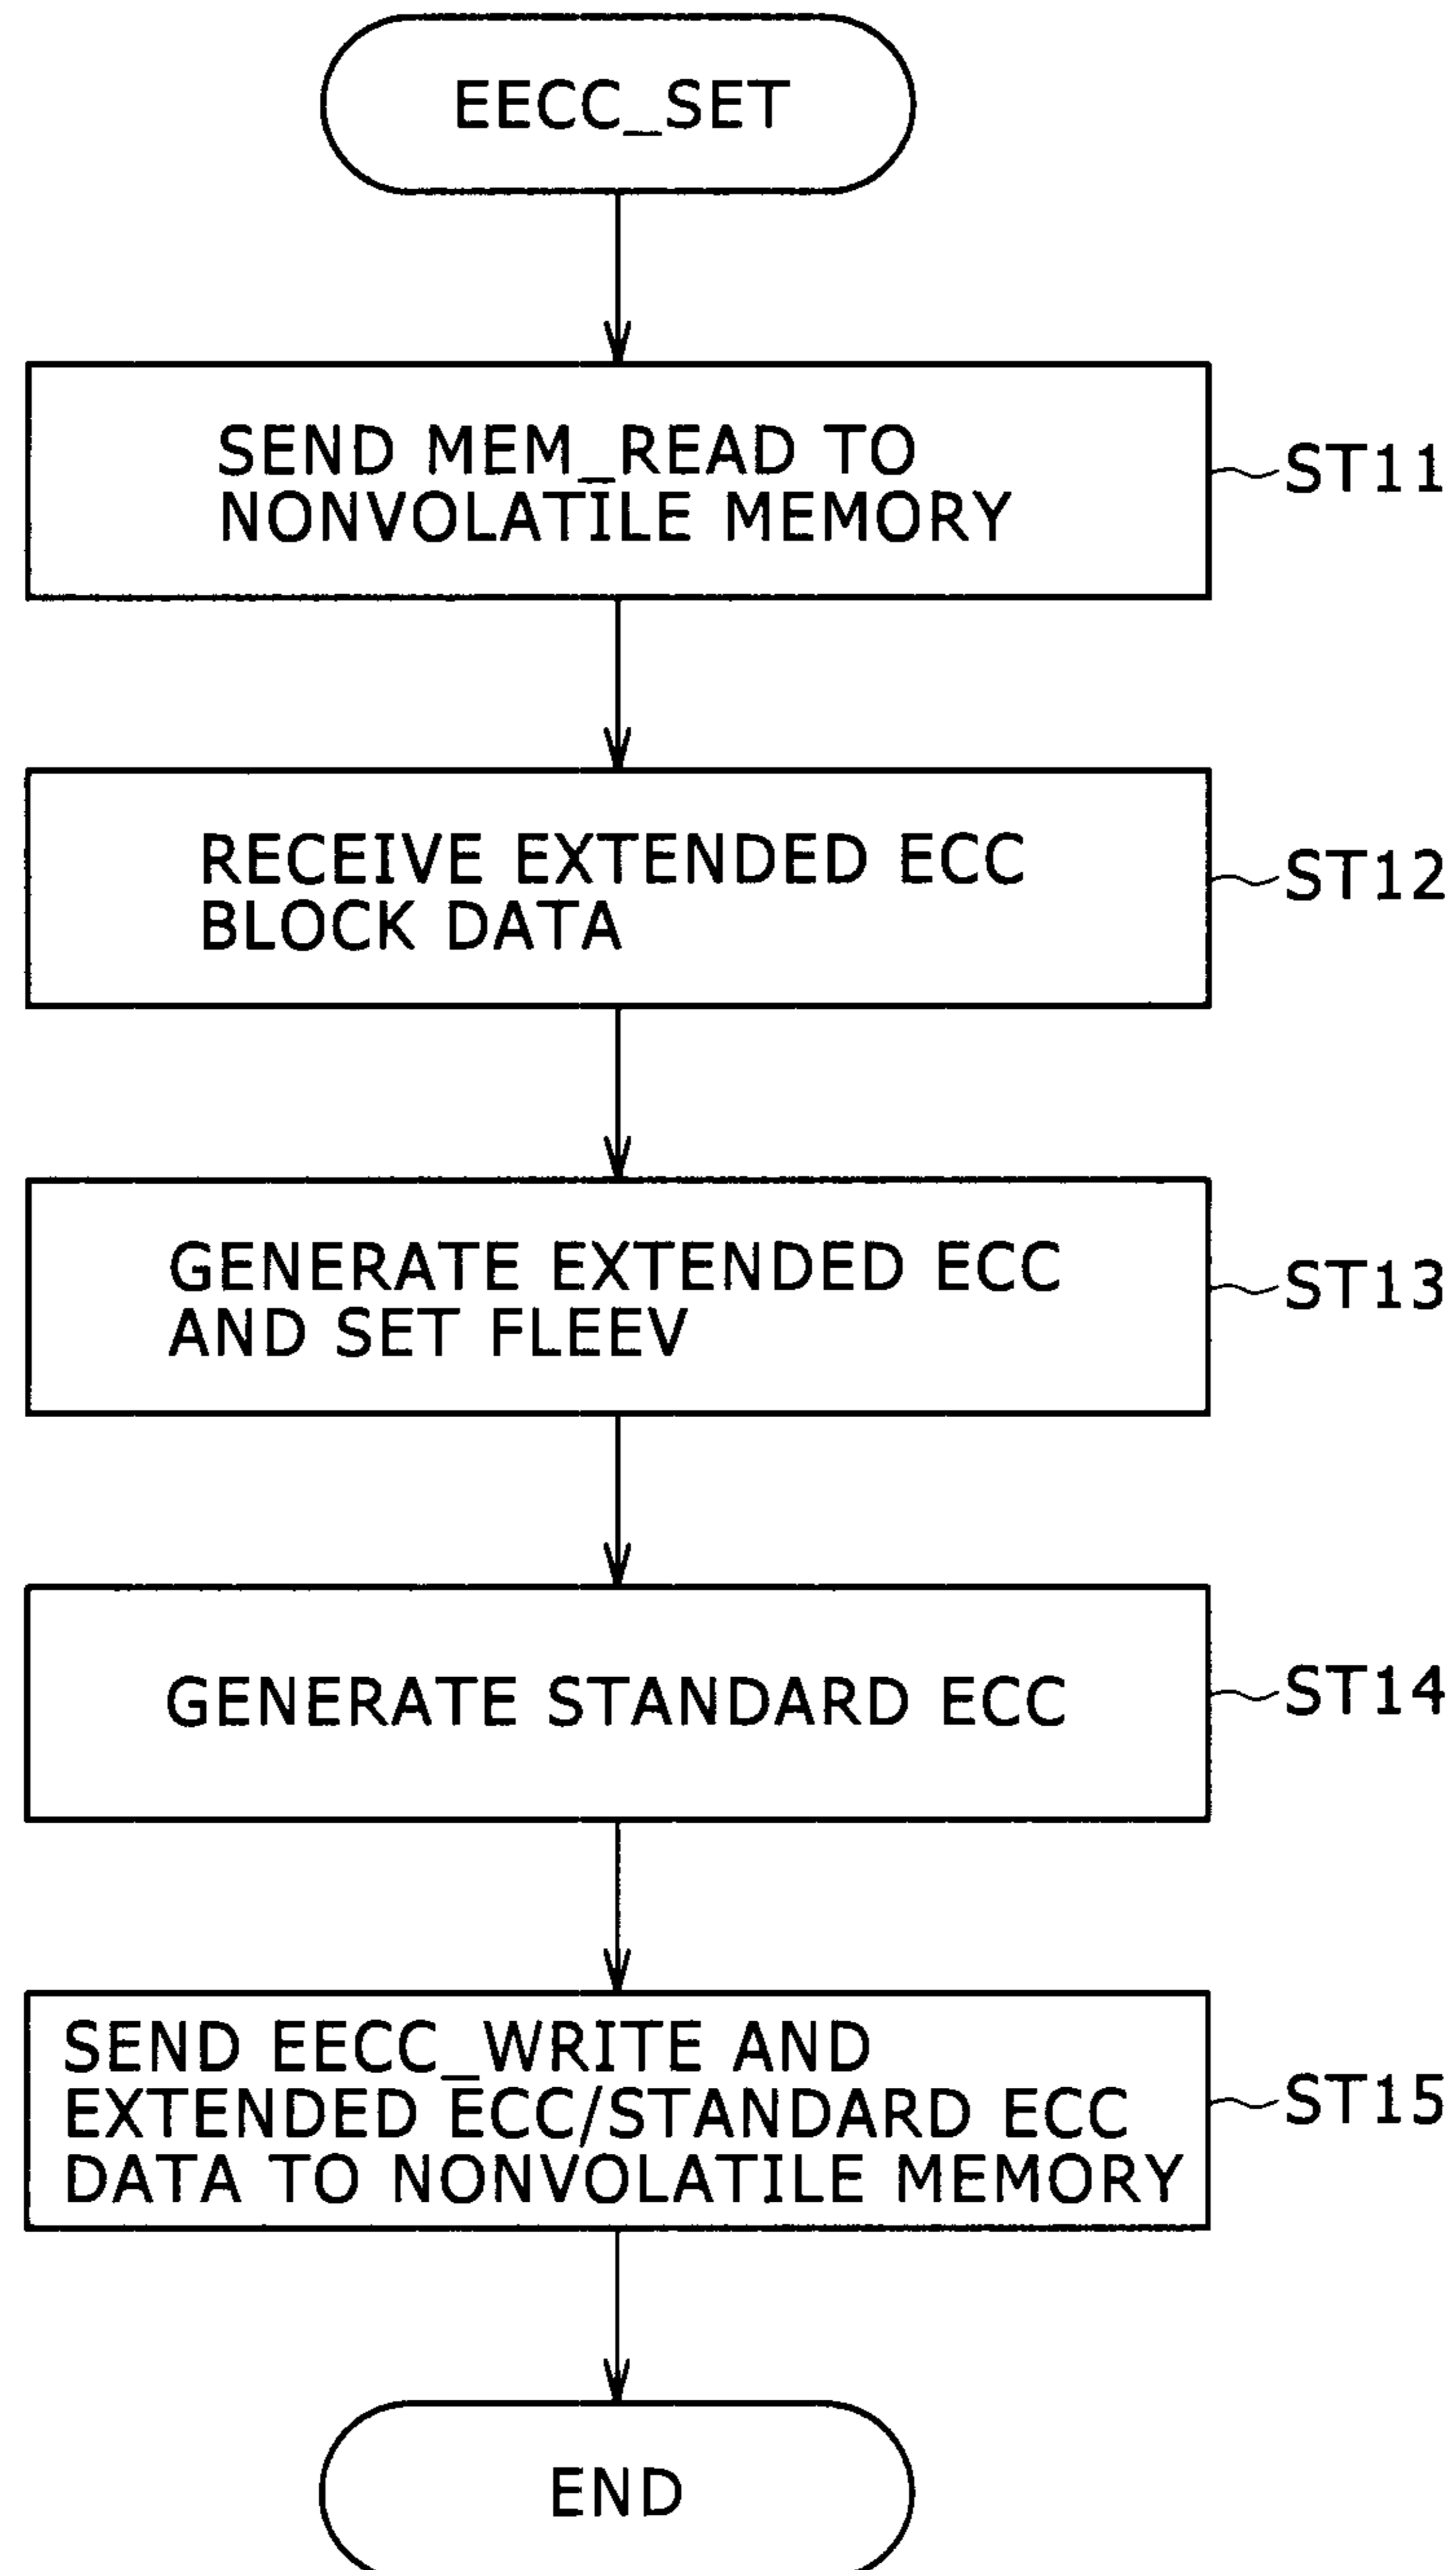 EECC_SET
SEND MEM_READ TO
NONVOLATILE MEMORY
ST11
RECEIVE EXTENDED ECC
BLOCK DATA
ST12
GENERATE EXTENDED ECC
AND SET FLEEV
ST13
GENERATE STANDARD ECC
ST14
SEND EECC_WRITE AND
EXTENDED ECC/STANDARD ECC
DATA TO NONVOLATILE MEMORY
ST15
END